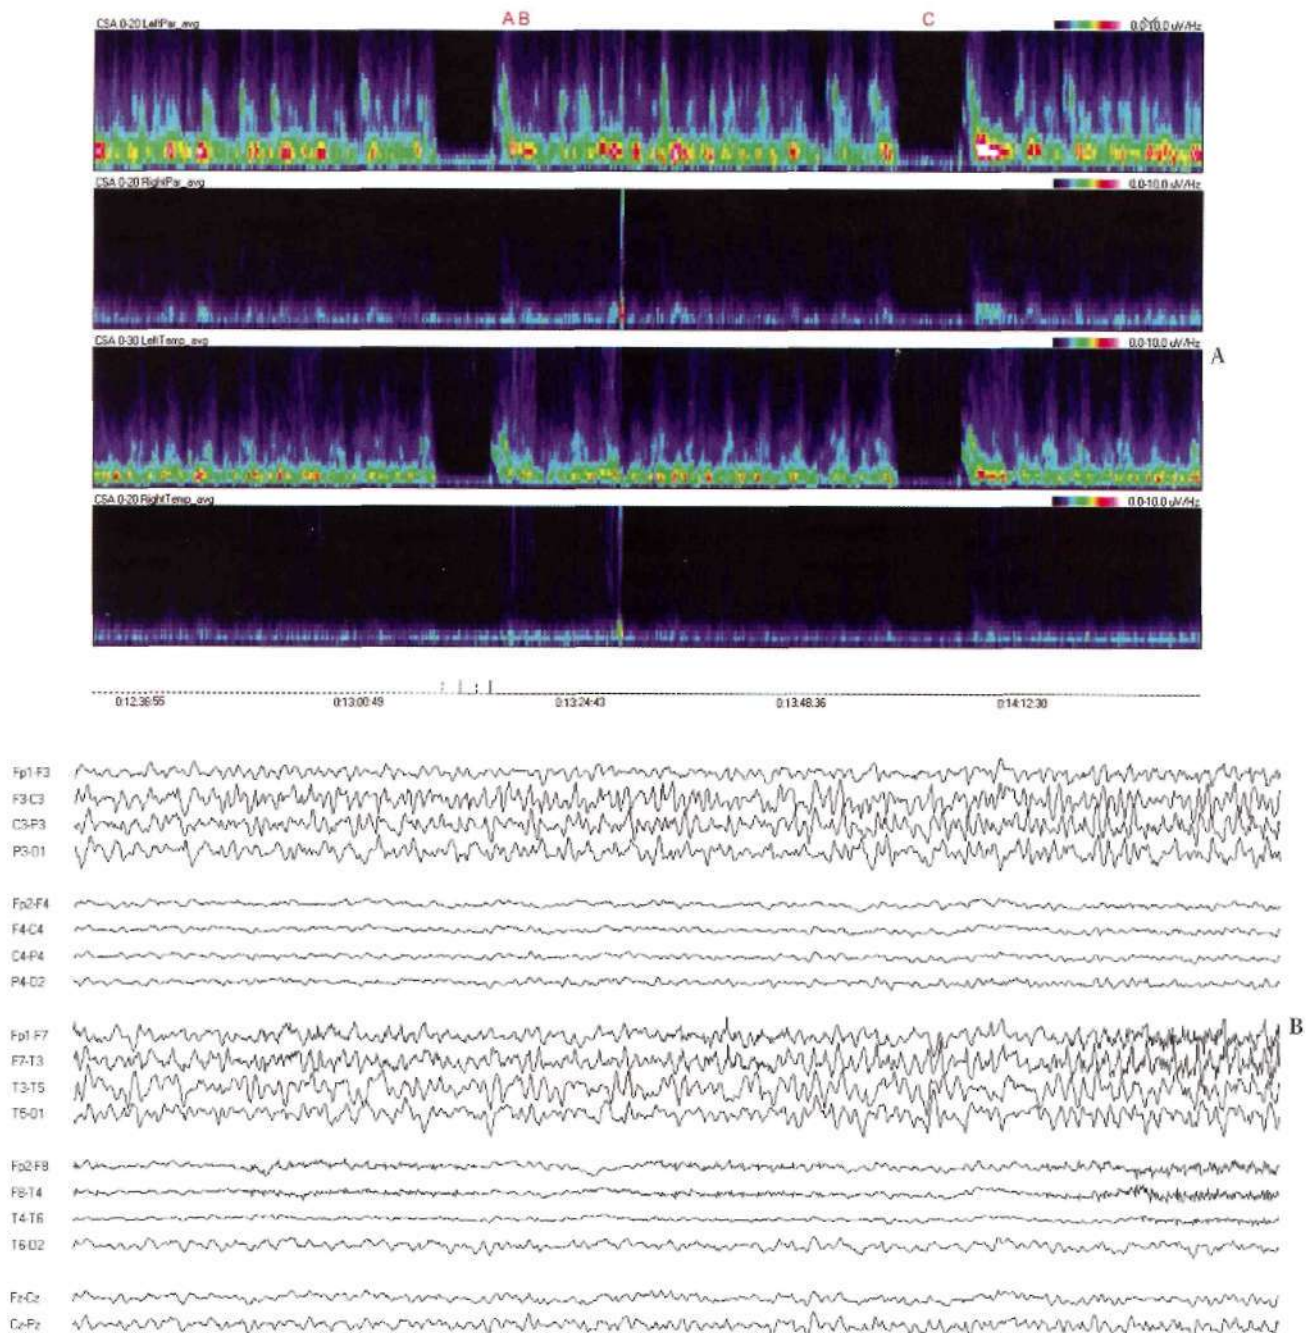 A B C
CSA 0-20 LeftPar_avg 0.0-10.0 uV/Hz
CSA 0-20 RightPar_avg 0.0-10.0 uV/Hz
CSA 0-30 LeftTemp_avg 0.0-10.0 uV/Hz
A
CSA 0-20 RightTemp_avg 0.0-10.0 uV/Hz
0:12:36:55 0:13:00:49 0:13:24:43 0:13:48:36 0:14:12:30
Fp1-F3
F3-C3
C3-P3
P3-O1
Fp2-F4
F4-C4
C4-P4
P4-O2
Fp1-F7
B
F7-T3
T3-T5
T5-O1
Fp2-F8
F8-T4
T4-T6
T6-O2
Fz-Cz
Cz-Pz